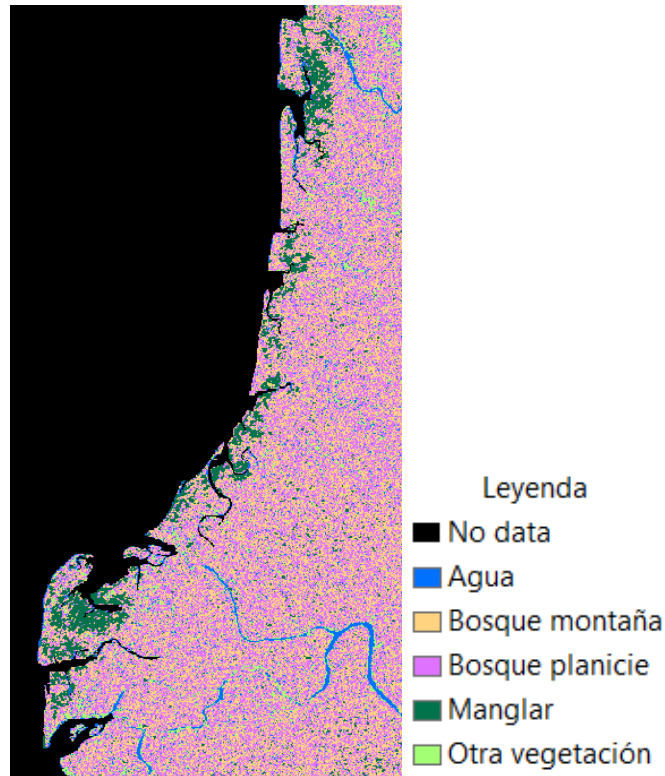 Leyenda
No data
Agua
Bosque montaña
Bosque planicie
Manglar
Otra vegetación